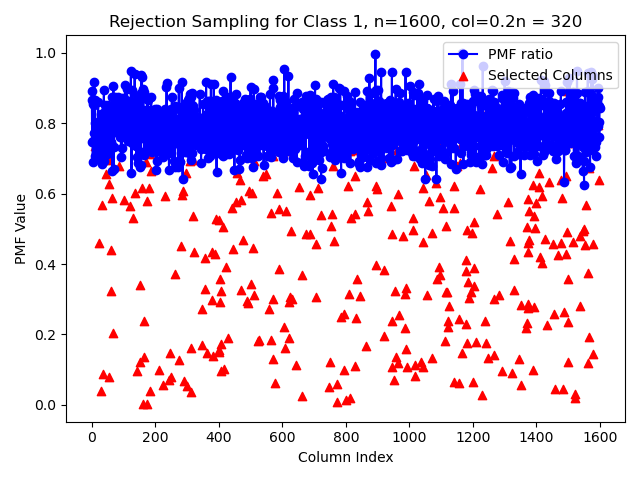 Rejection Sampling for Class 1, n=1600, col=0.2n = 320
PMF ratio
Selected Columns
PMF Value
1.0
0.8
0.6
0.4
0.2
0.0
0 200 400 600 800 1000 1200 1400 1600
Column Index